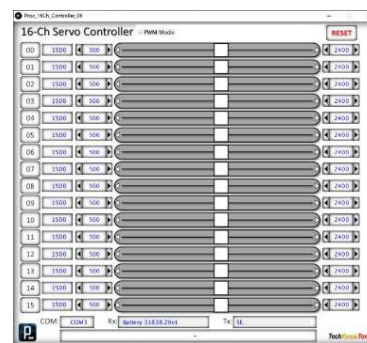 Proc_16Ch_Controller_01
16-Ch Servo Controller - PWM Mode RESET
00 1500 500 2400
01 1500 500 2400
02 1500 500 2400
03 1500 500 2400
04 1500 500 2400
05 1500 500 2400
06 1500 500 2400
07 1500 500 2400
08 1500 500 2400
09 1500 500 2400
10 1500 500 2400
11 1500 500 2400
12 1500 500 2400
13 1500 500 2400
14 1500 500 2400
15 1500 500 2400
COM: COM3 Rx: Battery Tx: